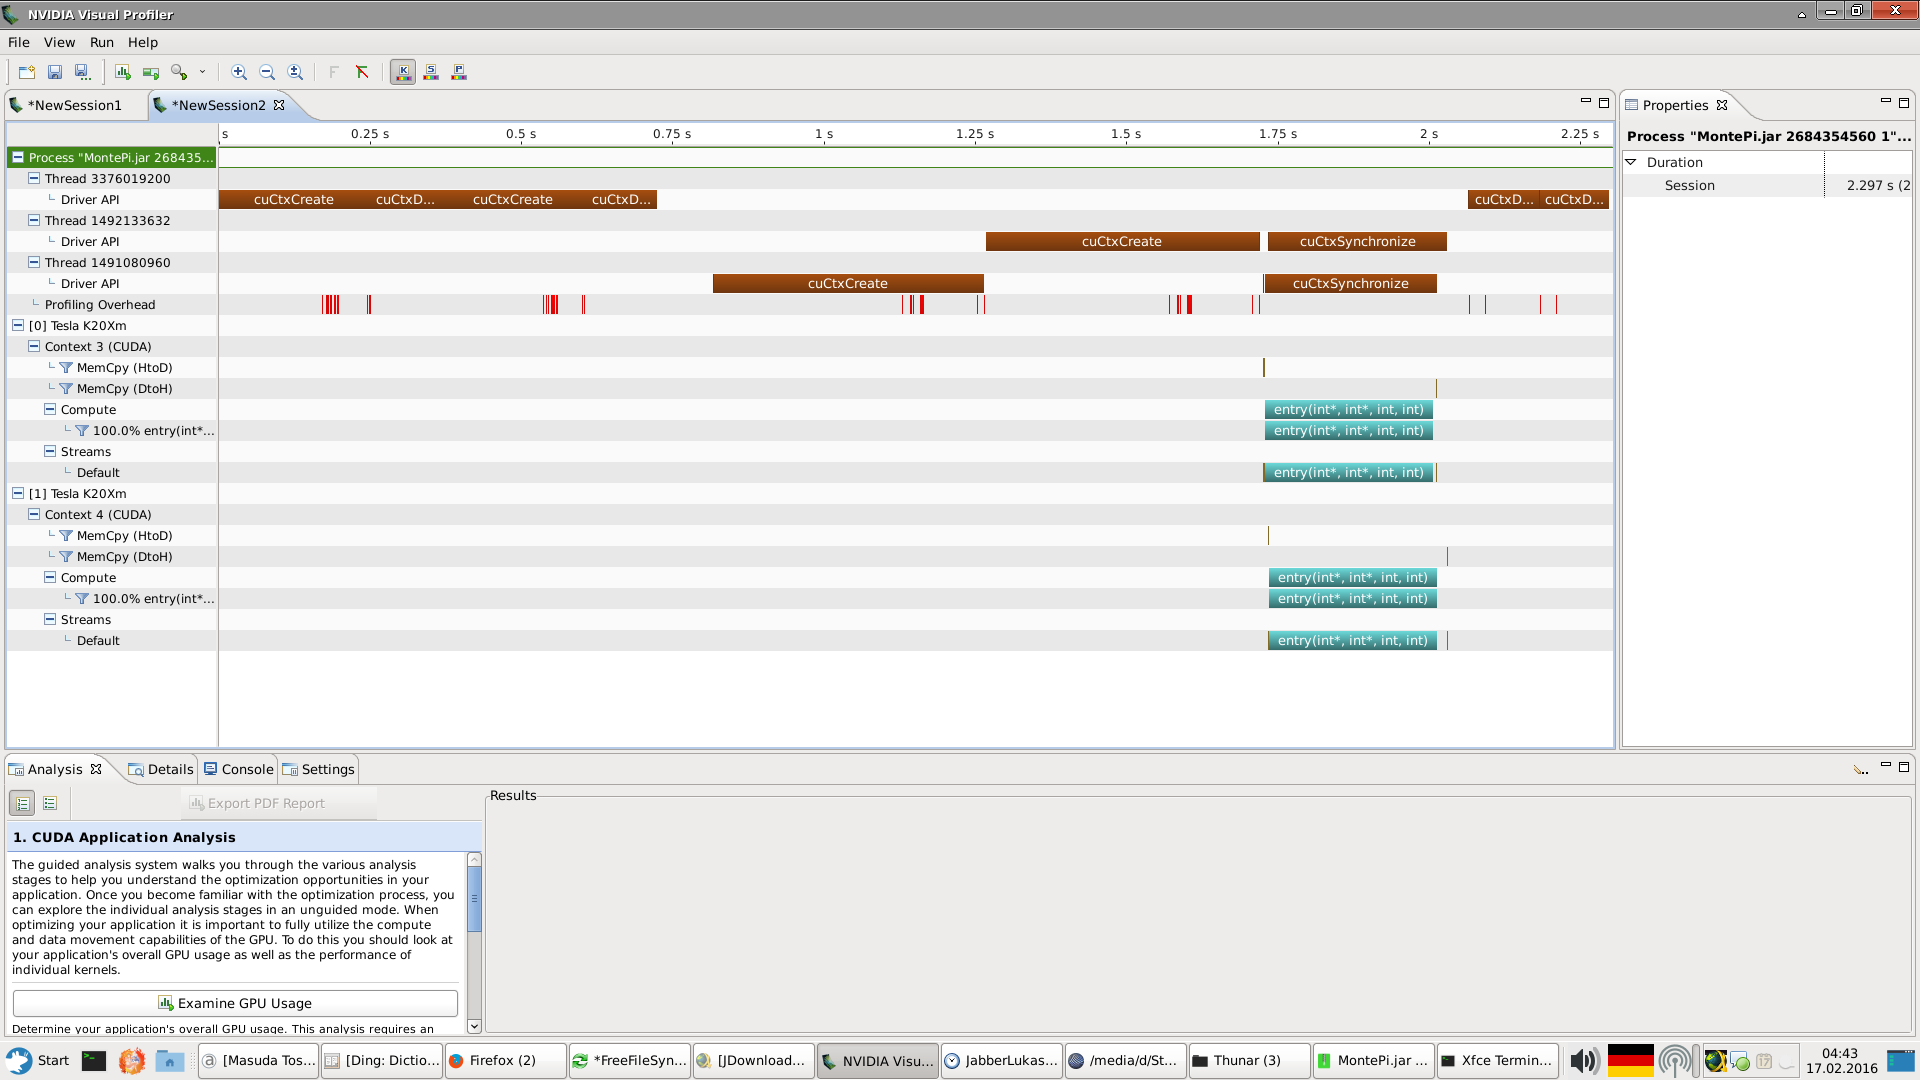 NVIDIA Visual Profiler
File View Run Help
*NewSession1
*NewSession2
Properties
s 0.25 s 0.5 s 0.75 s 1 s 1.25 s 1.5 s 1.75 s 2 s 2.25 s
Process "MontePi.jar 268435...
Thread 3376019200
Driver API
cuCtxCreate cuCtxD... cuCtxCreate cuCtxD... cuCtxD... cuCtxD...
Thread 1492133632
Driver API
cuCtxCreate cuCtxSynchronize
Thread 1491080960
Driver API
cuCtxCreate cuCtxSynchronize
Profiling Overhead
[0] Tesla K20Xm
Context 3 (CUDA)
MemCpy (HtoD)
MemCpy (DtoH)
Compute
entry(int*, int*, int, int)
100.0% entry(int*...
entry(int*, int*, int, int)
Streams
Default
entry(int*, int*, int, int)
[1] Tesla K20Xm
Context 4 (CUDA)
MemCpy (HtoD)
MemCpy (DtoH)
Compute
entry(int*, int*, int, int)
100.0% entry(int*...
entry(int*, int*, int, int)
Streams
Default
entry(int*, int*, int, int)
Process "MontePi.jar 2684354560 1"...
Duration
Session 2.297 s (2
Analysis
Details
Console
Settings
Export PDF Report
Results
1. CUDA Application Analysis
The guided analysis system walks you through the various analysis
stages to help you understand the optimization opportunities in your
application. Once you become familiar with the optimization process, you
can explore the individual analysis stages in an unguided mode. When
optimizing your application it is important to fully utilize the compute
and data movement capabilities of the GPU. To do this you should look at
your application's overall GPU usage as well as the performance of
individual kernels.
Examine GPU Usage
Determine your application's overall GPU usage. This analysis requires an
Start
[Masuda Tos...
[Ding: Dictio...
Firefox (2)
*FreeFileSyn...
[JDownload...
NVIDIA Visu...
JabberLukas...
/media/d/St...
Thunar (3)
MontePi.jar ...
Xfce Termin...
17
04:43
17.02.2016